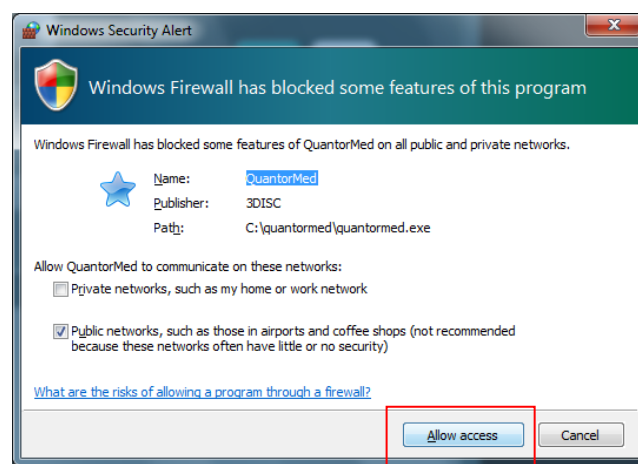 Windows Security Alert
Windows Firewall has blocked some features of this program
Windows Firewall has blocked some features of QuantorMed on all public and private networks.
Name: QuantorMed
Publisher: 3DISC
Path: C:\quantormed\quantormed.exe
Allow QuantorMed to communicate on these networks:
Private networks, such as my home or work network
Public networks, such as those in airports and coffee shops (not recommended
because these networks often have little or no security)
What are the risks of allowing a program through a firewall?
Allow access Cancel